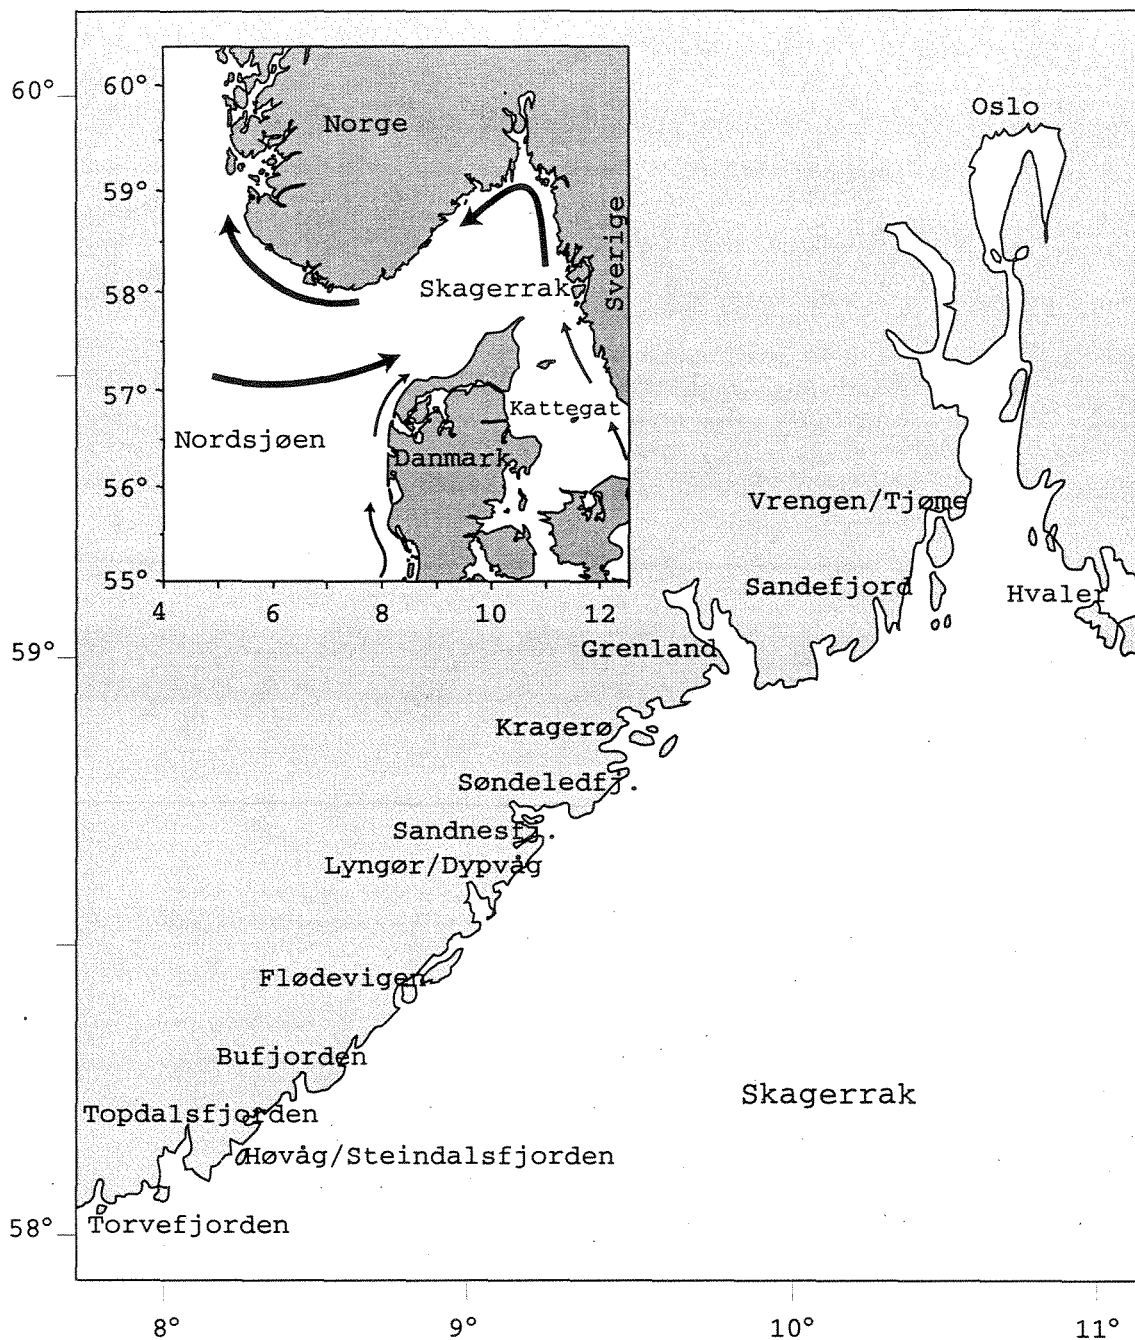 60°
59°
58°
8°
9°
10°
11°
60°
59°
58°
57°
56°
55°
4
6
8
10
12
Norge
Sverige
Skagerrak
Kattegat
Nordsjøen
Danmark
Oslo
Vrengen/Tjøme
Sandefjord
Hvaler
Grenland
Kragerø
Søndeledfj.
Sandnesfj.
Lyngør/Dypvåg
Flødevigen
Bufjorden
Skagerrak
Topdalsfjorden
Høvåg/Steindalsfjorden
Torvefjorden